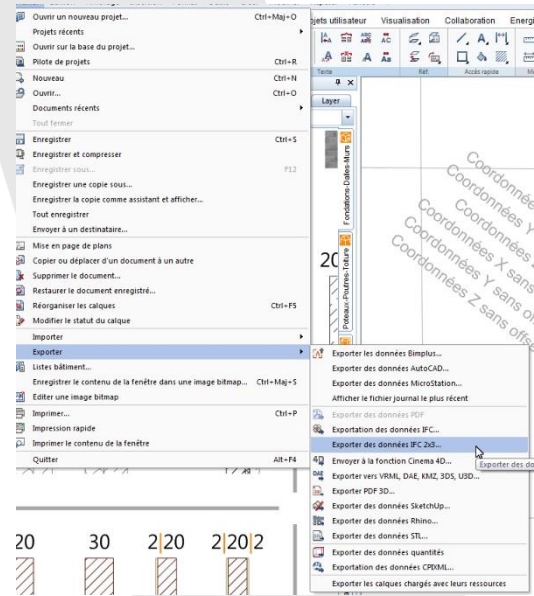 Ouvrir un nouveau projet... Ctrl+Maj+O
Projets récents
Ouvrir sur la base du projet...
Pilote de projets Ctrl+R
Nouveau Ctrl+N
Ouvrir... Ctrl+O
Documents récents
Tout fermer
Enregistrer Ctrl+S
Enregistrer et compresser
Enregistrer sous... F12
Enregistrer une copie sous...
Enregistrer la copie comme assistant et afficher...
Tout enregistrer
Envoyer à un destinataire...
Mise en page de plans
Copier ou déplacer d'un document à un autre
Supprimer le document...
Restaurer le document enregistré...
Réorganiser les calques Ctrl+F5
Modifier le statut du calque
Importer
Exporter
Listes bâtiment...
Enregistrer le contenu de la fenêtre dans une image bitmap... Ctrl+Maj+S
Editer une image bitmap
Imprimer... Ctrl+P
Impression rapide
Imprimer le contenu de la fenêtre
Quitter Alt+F4
jets utilisateur Visualisation Collaboration Energi
Texte Réf. Accès rapide
Layer
Fondations-Dalles-Murs
Poteaux-Poutres-Toiture
20
Coordonnée
Coordonnées Y
Coordonnées
Coordonnées X sans
Coordonnées Y sans of
Coordonnées Z sans offse
Exporter les données Bimplus...
Exporter des données AutoCAD...
Exporter des données MicroStation...
Afficher le fichier journal le plus récent
Exporter des données PDF
Exportation des données IFC...
Exporter des données IFC 2x3...
Exporter des do
Envoyer à la fonction Cinema 4D...
Exporter vers VRML, DAE, KMZ, 3DS, U3D...
Exporter PDF 3D...
Exporter des données SketchUp...
Exporter des données Rhino...
Exporter des données STL...
Exporter des données quantités
Exportation des données CPIXML...
Exporter les calques chargés avec leurs ressources
20 30 2|20 2|20|2